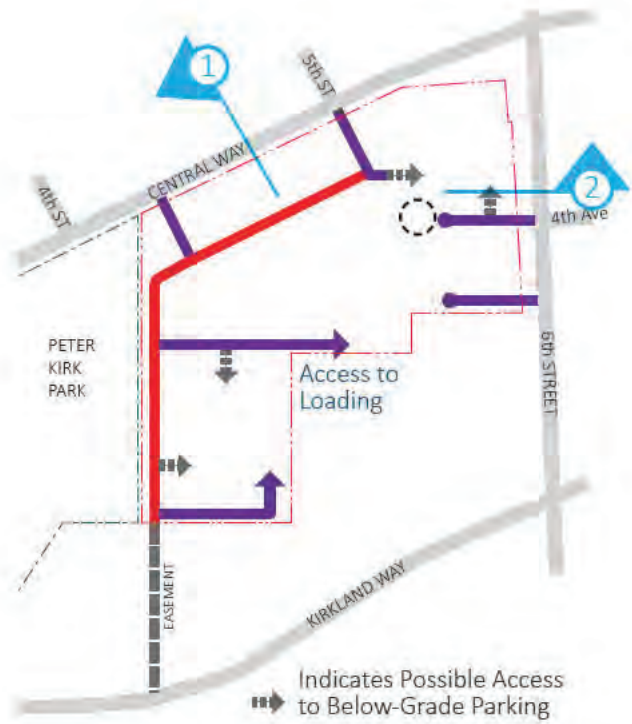 1
5th ST
CENTRAL WAY
4th ST
2
4th Ave
PETER
KIRK
PARK
6th STREET
Access to
Loading
EASEMENT
KIRKLAND WAY
Indicates Possible Access
to Below-Grade Parking